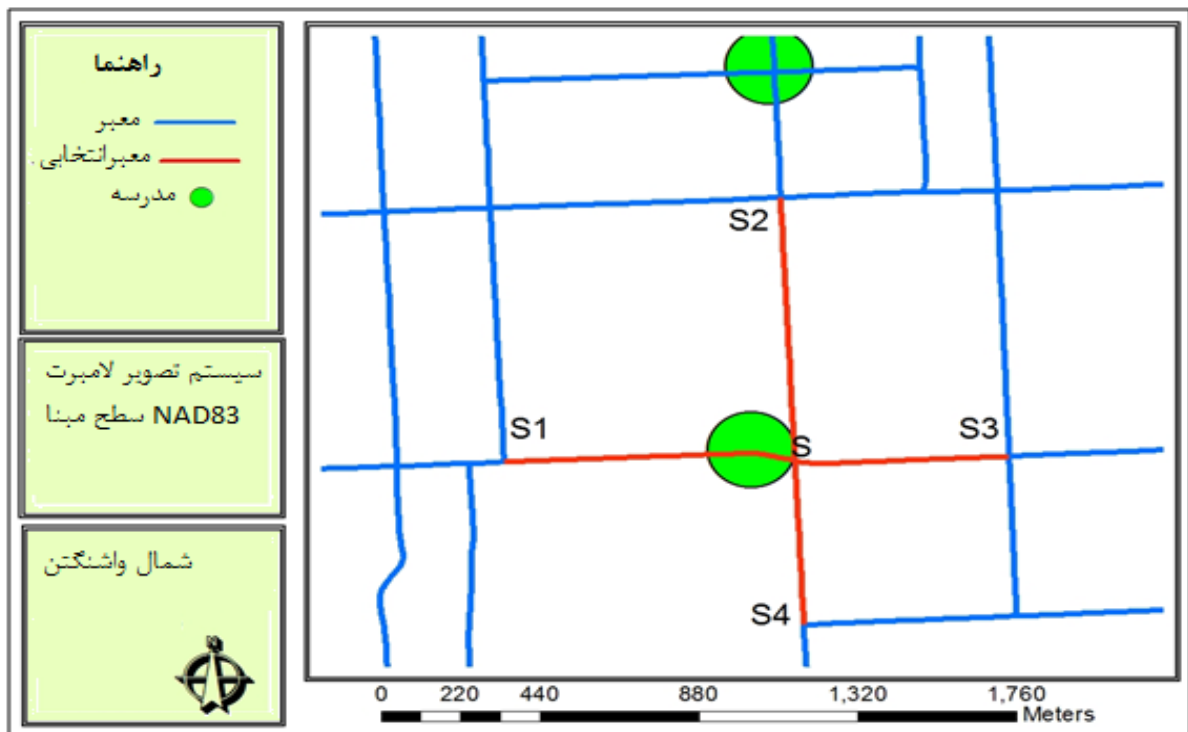 راهنما
معبر
معبرانتخابی
مدرسه
سیستم تصویر لامبرت
سطح مبنا NAD83
شمال واشنگتن
S2
S1
S
S3
S4
0 220 440 880 1,320 1,760
Meters